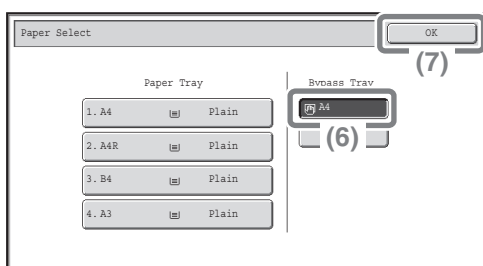 Paper Select
OK
(7)
Paper Tray
Bypass Tray
1. A4 Plain
A4
2. A4R Plain
(6)
3. B4 Plain
4. A3 Plain